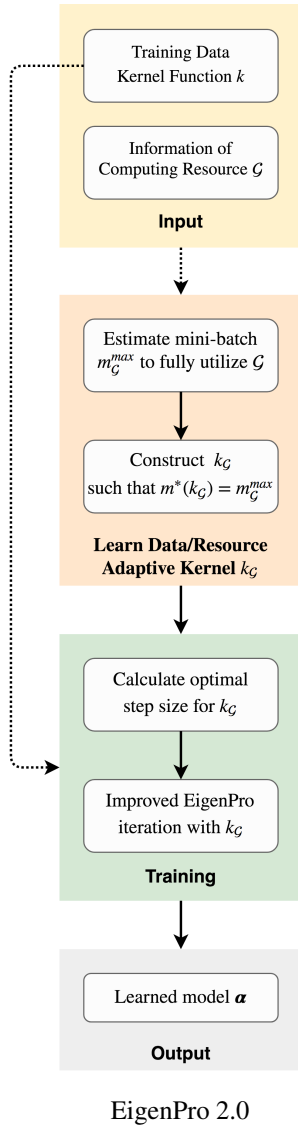 Training Data
Kernel Function k
Information of
Computing Resource 𝒢
Input
Estimate mini-batch
m_𝒢^{max} to fully utilize 𝒢
Construct k_𝒢
such that m*(k_𝒢) = m_𝒢^{max}
Learn Data/Resource
Adaptive Kernel k_𝒢
Calculate optimal
step size for k_𝒢
Improved EigenPro
iteration with k_𝒢
Training
Learned model α
Output
EigenPro 2.0